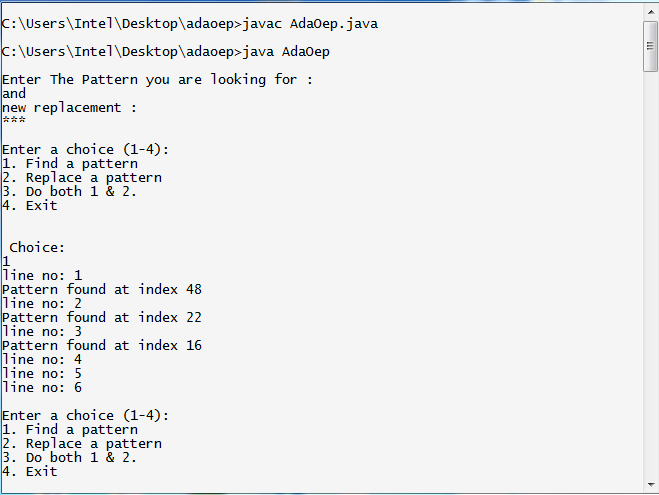 C:\Users\Intel\Desktop\adaoep>javac AdaOep.java
C:\Users\Intel\Desktop\adaoep>java AdaOep
Enter The Pattern you are looking for :
and
new replacement :
***
Enter a choice (1-4):
1. Find a pattern
2. Replace a pattern
3. Do both 1 & 2.
4. Exit
Choice:
1
line no: 1
Pattern found at index 48
line no: 2
Pattern found at index 22
line no: 3
Pattern found at index 16
line no: 4
line no: 5
line no: 6
Enter a choice (1-4):
1. Find a pattern
2. Replace a pattern
3. Do both 1 & 2.
4. Exit